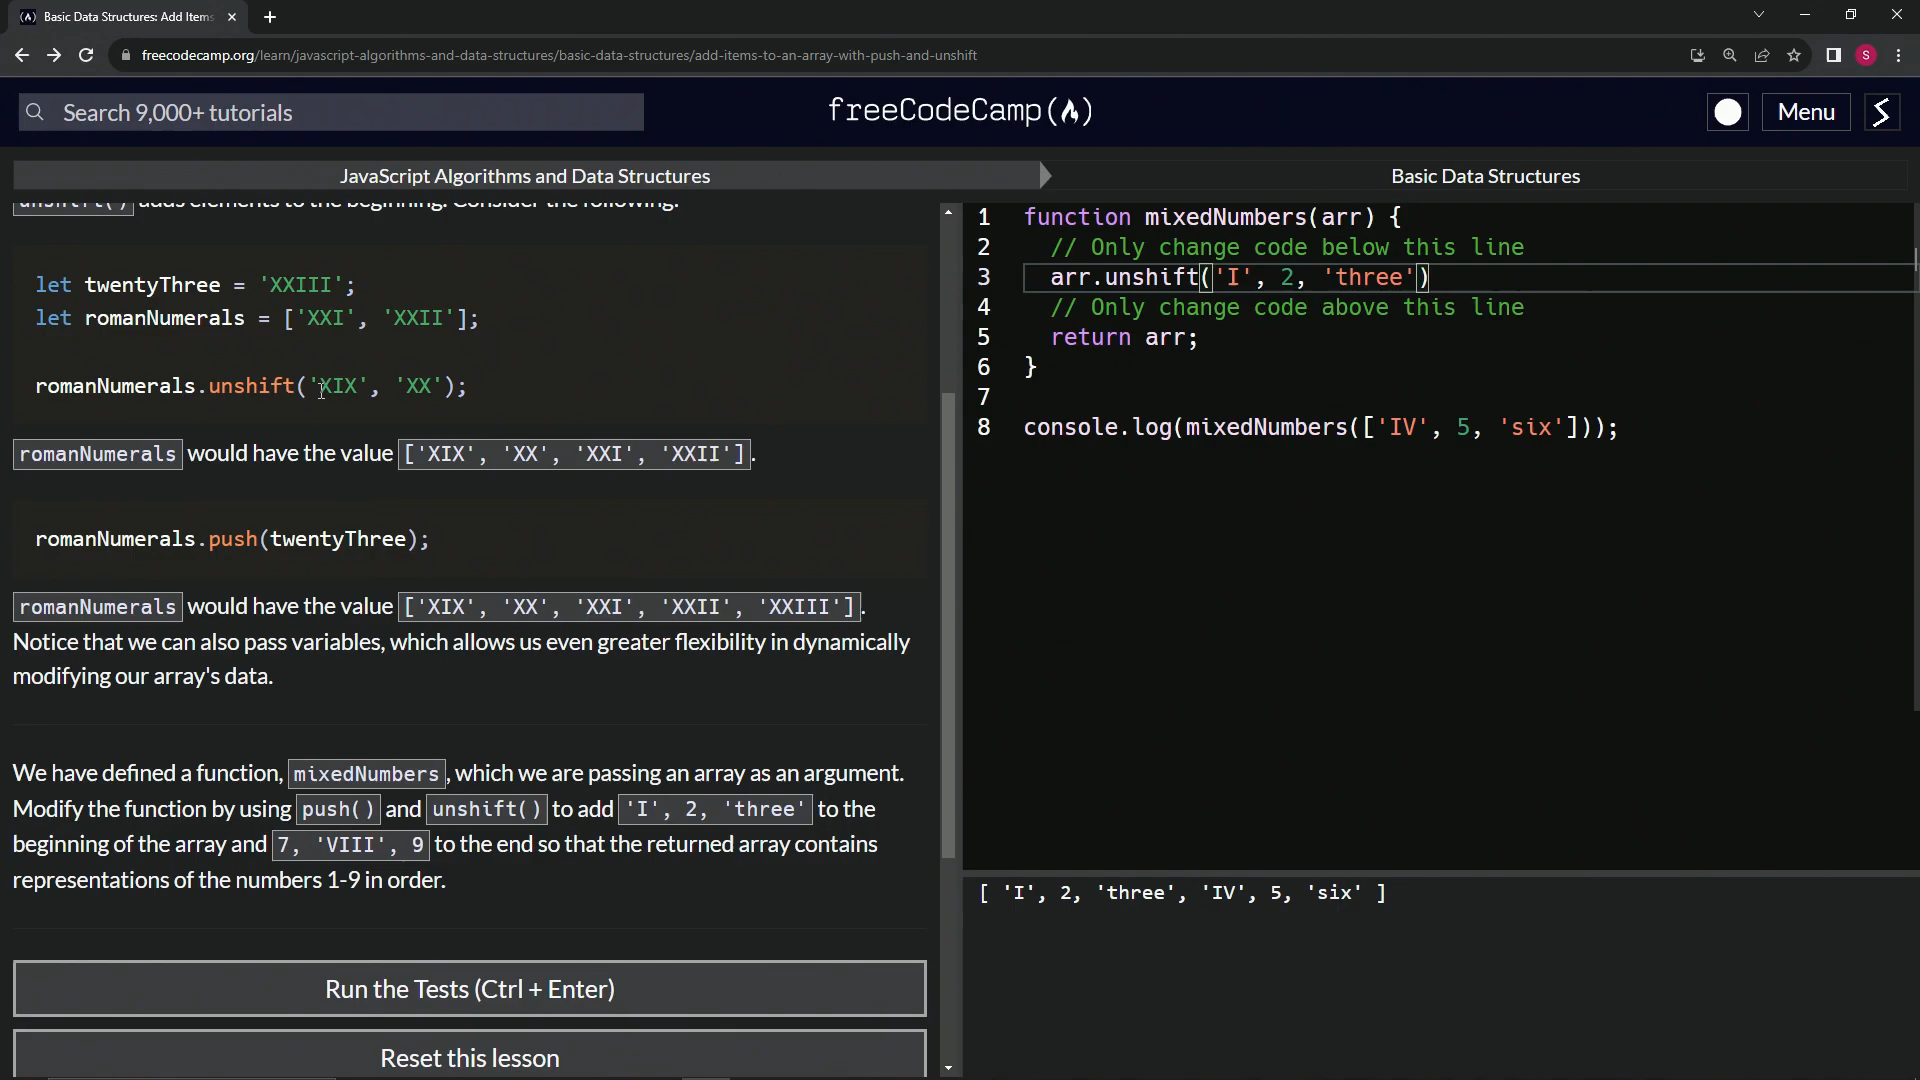 Basic Data Structures: Add Items
freecodecamp.org/learn/javascript-algorithms-and-data-structures/basic-data-structures/add-items-to-an-array-with-push-and-unshift
S
Search 9,000+ tutorials
freeCodeCamp
Menu
JavaScript Algorithms and Data Structures
Basic Data Structures
unshift() adds elements to the beginning. Consider the following:
let twentyThree = 'XXIII';
let romanNumerals = ['XXI', 'XXII'];
romanNumerals.unshift('XIX', 'XX');
romanNumerals would have the value ['XIX', 'XX', 'XXI', 'XXII'].
romanNumerals.push(twentyThree);
romanNumerals would have the value ['XIX', 'XX', 'XXI', 'XXII', 'XXIII'].
Notice that we can also pass variables, which allows us even greater flexibility in dynamically
modifying our array's data.
We have defined a function, mixedNumbers, which we are passing an array as an argument.
Modify the function by using push() and unshift() to add 'I', 2, 'three' to the
beginning of the array and 7, 'VIII', 9 to the end so that the returned array contains
representations of the numbers 1-9 in order.
Run the Tests (Ctrl + Enter)
Reset this lesson
1 function mixedNumbers(arr) {
2 // Only change code below this line
3 arr.unshift('I', 2, 'three')
4 // Only change code above this line
5 return arr;
6 }
7
8 console.log(mixedNumbers(['IV', 5, 'six']));
[ 'I', 2, 'three', 'IV', 5, 'six' ]